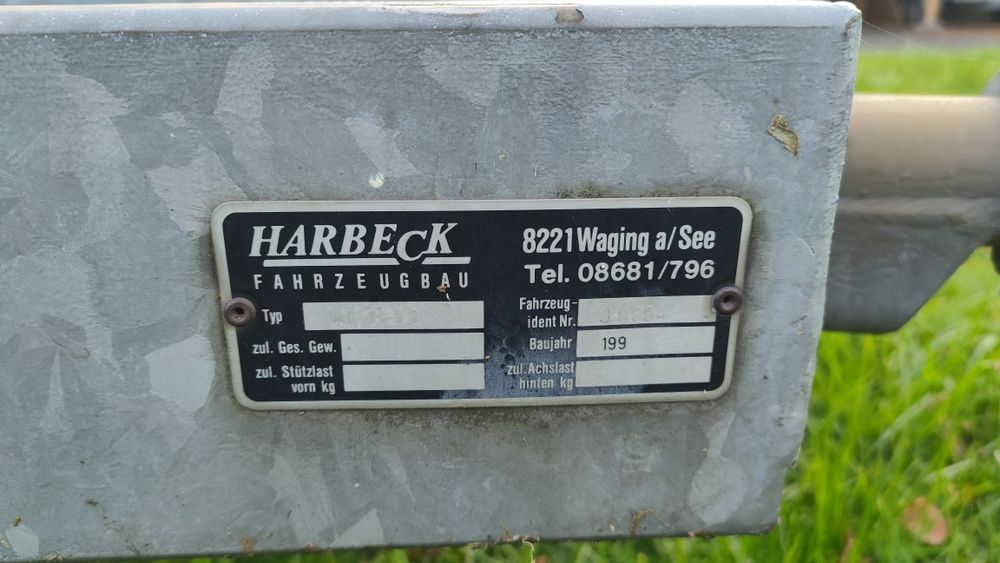 HARBECK
FAHRZEUGBAU
8221 Waging a/See
Tel. 08681/796
Typ
zul. Ges. Gew.
zul. Stützlast
vorn kg
Fahrzeug-
ident Nr.
Baujahr 199
zul. Achslast
hinten kg